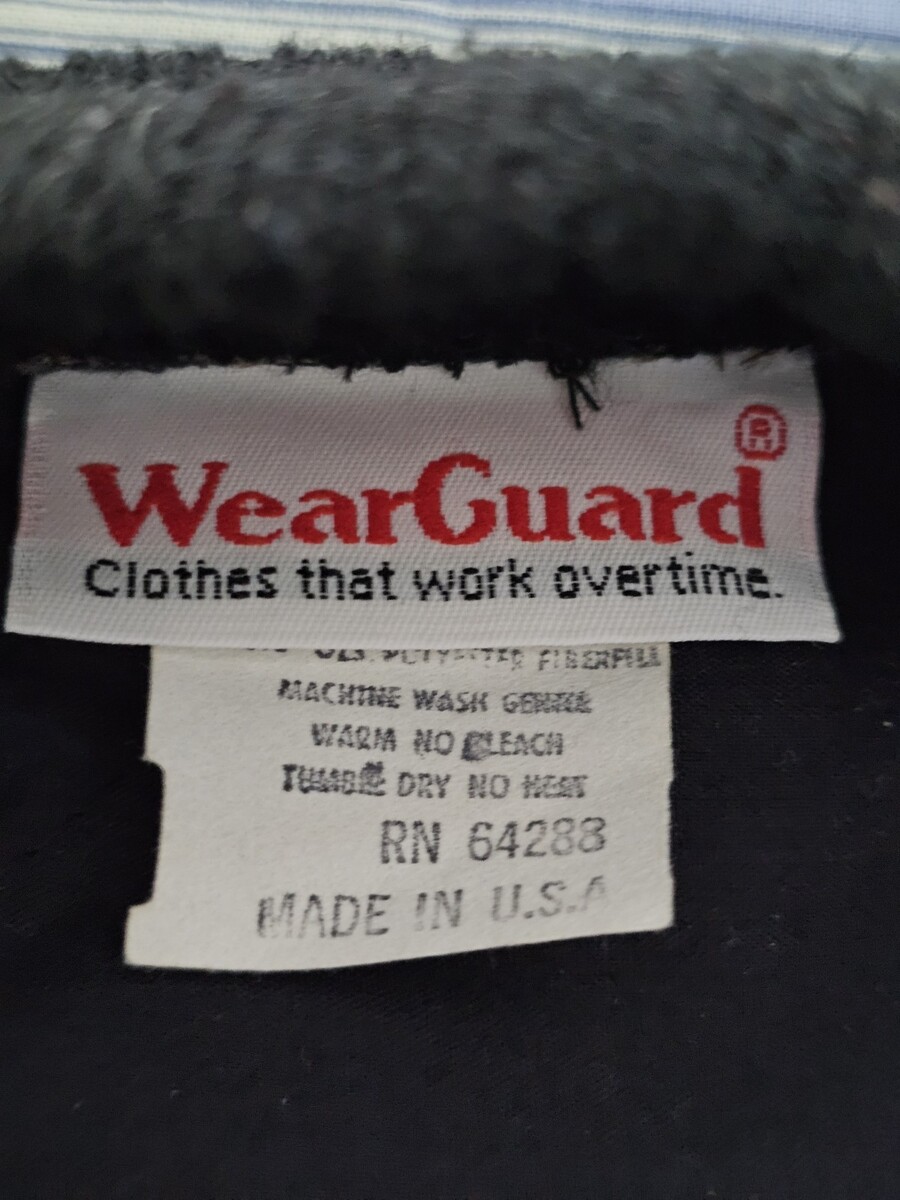 WearGuard®
Clothes that work overtime.
OZS. POLYESTER FIBERFILL
MACHINE WASH GENTLE
WARM NO BLEACH
TUMBLE DRY NO HEAT
RN 64288
MADE IN U.S.A